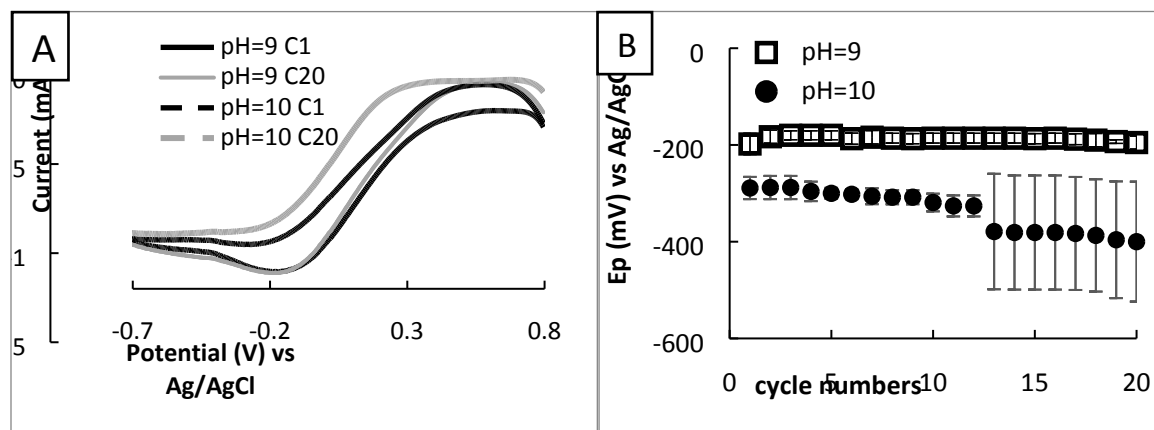 A
pH=9 C1
pH=9 C20
pH=10 C1
pH=10 C20
Current (mA
5
1
5
-0.7 -0.2 0.3 0.8
Potential (V) vs
Ag/AgCl
B
pH=9
pH=10
Ep (mV) vs Ag/AgCl
0
-200
-400
-600
0 5 10 15 20
cycle numbers